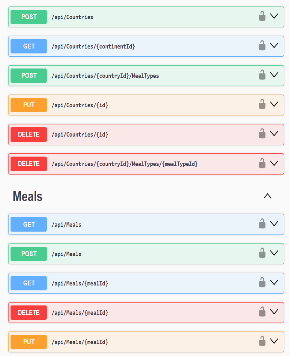 POST /api/Countries
GET /api/Countries/{continentId}
POST /api/Countries/{countryId}/MealTypes
PUT /api/Countries/{id}
DELETE /api/Countries/{id}
DELETE /api/Countries/{countryId}/MealTypes/{mealTypeId}
Meals
GET /api/Meals
POST /api/Meals
GET /api/Meals/{mealId}
DELETE /api/Meals/{mealId}
PUT /api/Meals/{mealId}